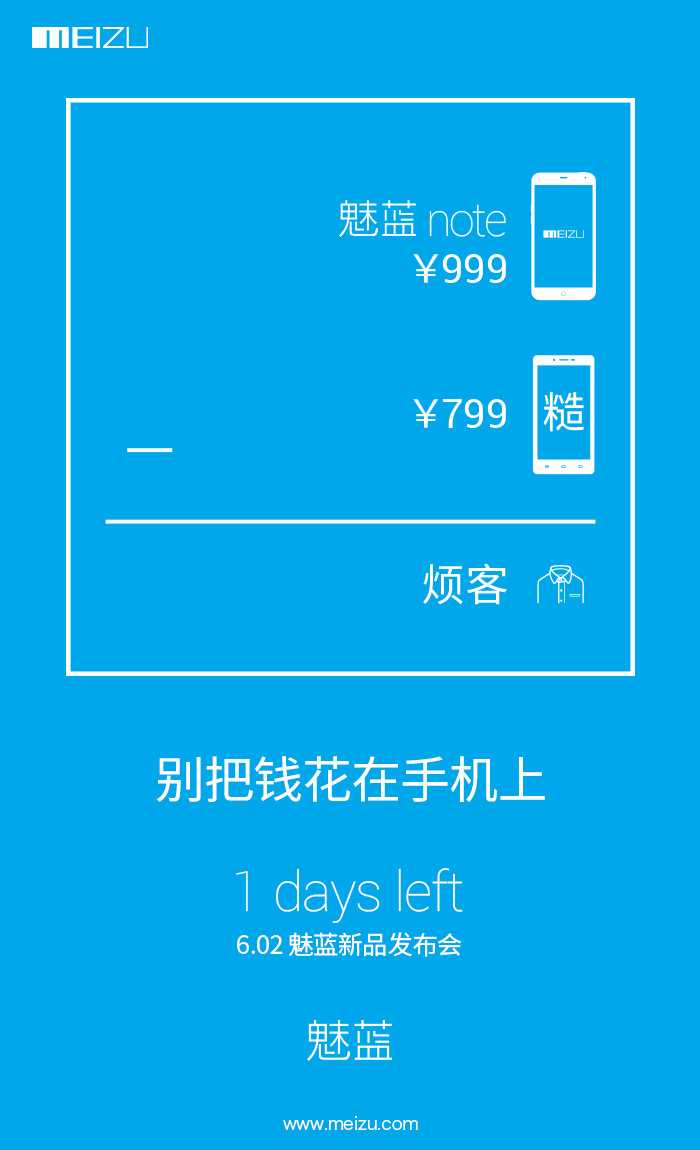 MEIZU
魅蓝 note
¥999
MEIZU
¥799
糙
—
烦客
别把钱花在手机上
1 days left
6.02 魅蓝新品发布会
魅蓝
www.meizu.com